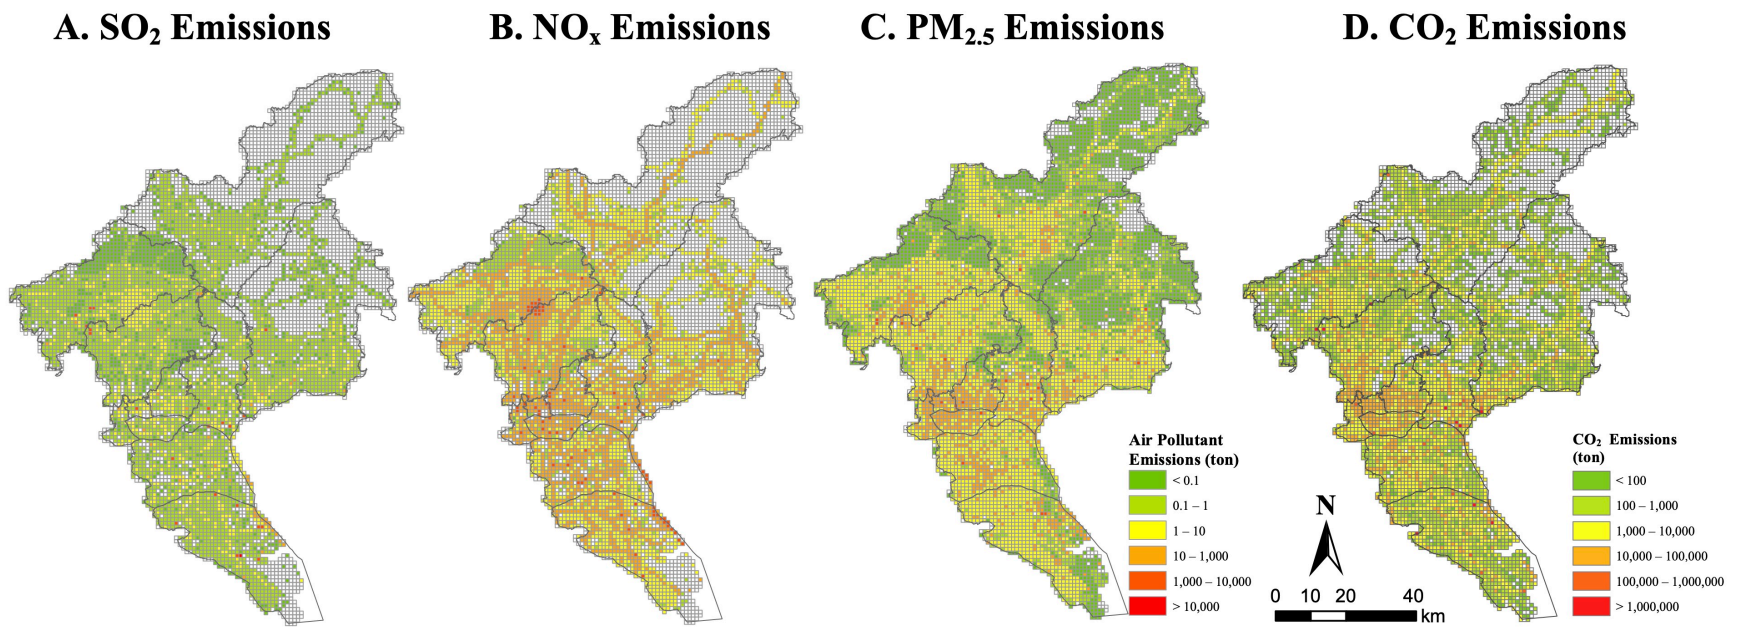 A. SO₂ Emissions
B. NOₓ Emissions
C. PM₂.₅ Emissions
D. CO₂ Emissions
Air Pollutant
Emissions (ton)
< 0.1
0.1 – 1
1 – 10
10 – 1,000
1,000 – 10,000
> 10,000
N
0 10 20 40
km
CO₂ Emissions
(ton)
< 100
100 – 1,000
1,000 – 10,000
10,000 – 100,000
100,000 – 1,000,000
> 1,000,000